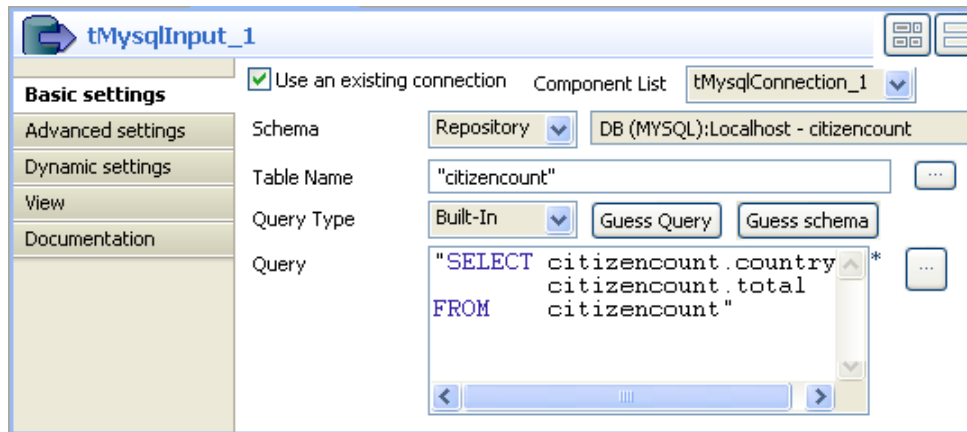 tMysqlInput_1
Basic settings
Advanced settings
Dynamic settings
View
Documentation
Use an existing connection Component List tMysqlConnection_1
Schema Repository DB (MYSQL):Localhost - citizencount
Table Name "citizencount" ...
Query Type Built-In Guess Query Guess schema
Query "SELECT citizencount.country * ...
citizencount.total
FROM citizencount"